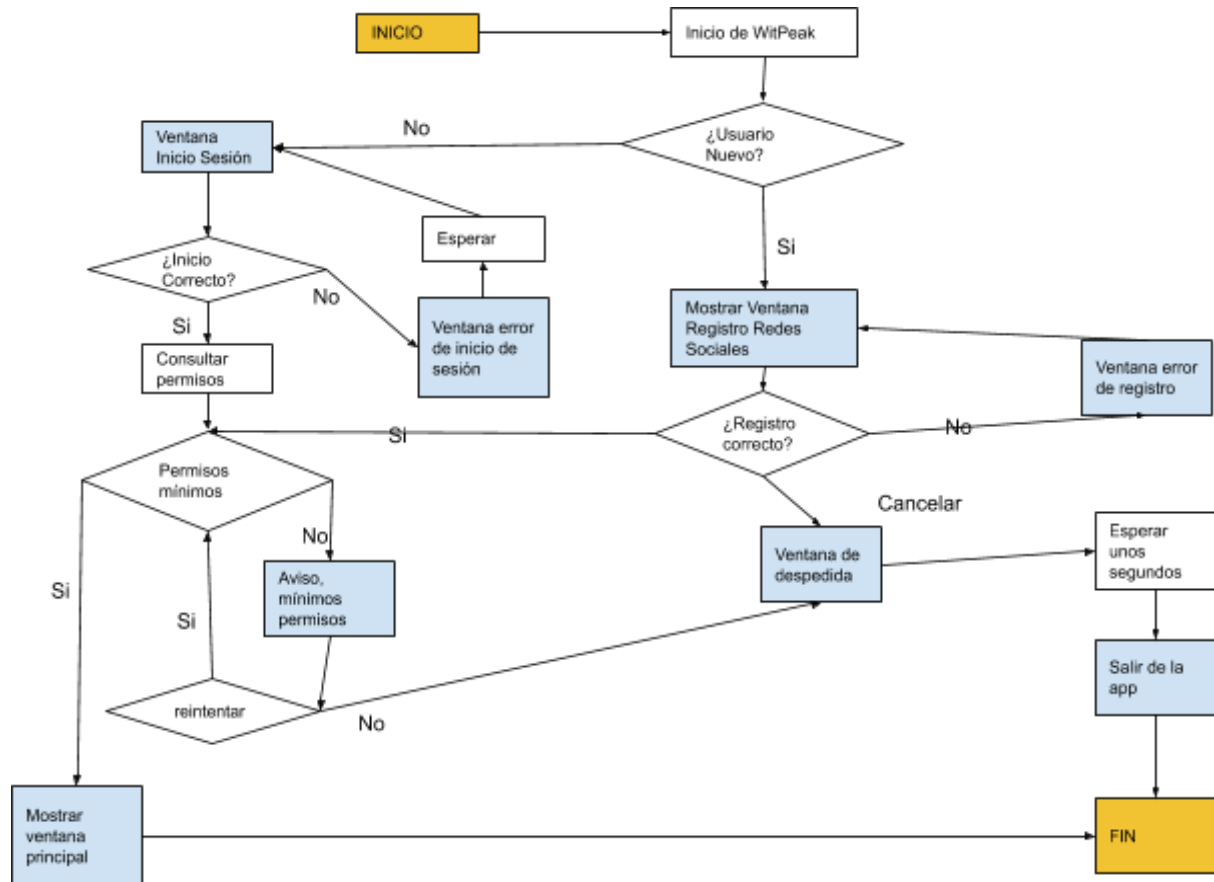 INICIO
Inicio de WitPeak
¿Usuario
Nuevo?
No
Ventana
Inicio Sesión
Si
Esperar
¿Inicio
Correcto?
No
Si
Ventana error
de inicio de
sesión
Mostrar Ventana
Registro Redes
Sociales
Ventana error
de registro
Consultar
permisos
¿Registro
correcto?
Si
No
Permisos
mínimos
Cancelar
No
Si
Aviso,
mínimos
permisos
Si
Ventana de
despedida
Esperar
unos
segundos
reintentar
No
Salir de la
app
Mostrar
ventana
principal
FIN